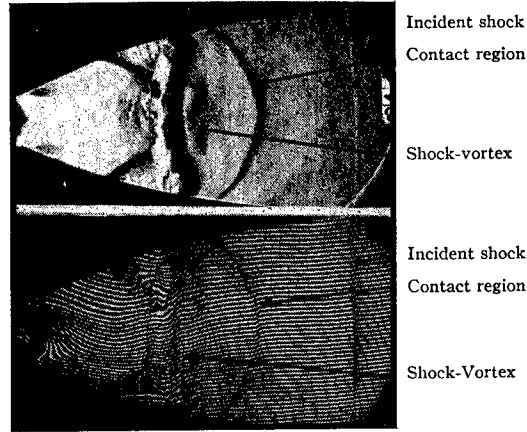 Incident shock
Contact region
Shock-vortex
Incident shock
Contact region
Shock-Vortex